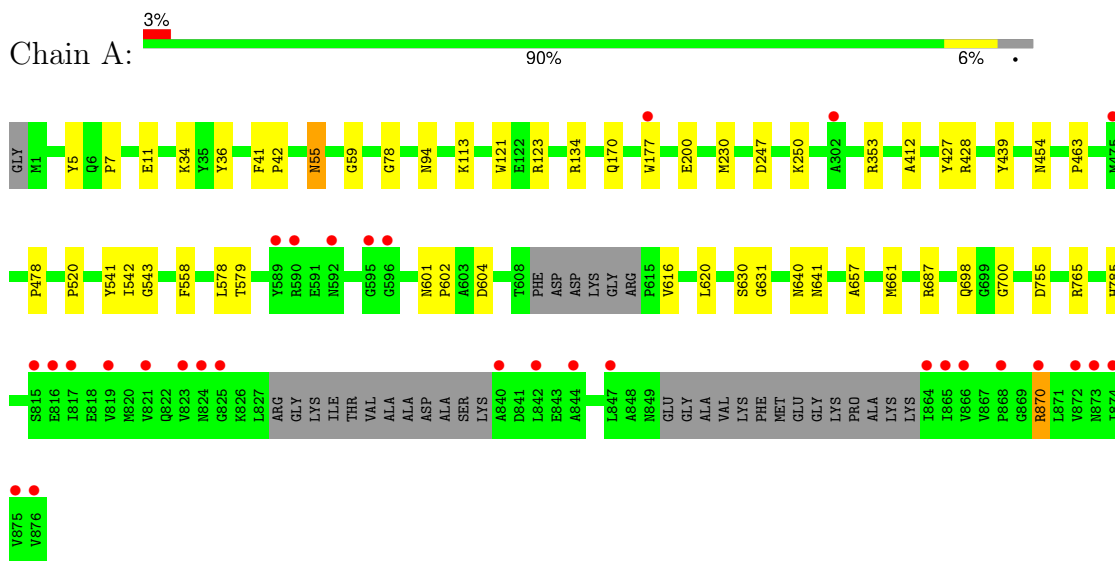 3%
Chain A:
90%
6%
•
GLY M1 Y5 Q6 P7 E11 K34 Y35 Y36 F41 P42 N55 G59 G78 N94 K113 W121 E122 R123 R134 Q170 W177 E200 M230 D247 K250 A302 R353 A412 Y427 R428 Y439 N454 P463 M475
P478 P520 Y541 I542 G543 F558 L578 T579 Y589 R590 E591 N592 G595 G596 N601 P602 A603 D604 T608 PHE ASP ASP LYS GLY ARG P615 V616 L620 S630 G631 N640 N641 A657 M661 R687 Q698 G699 G700 D755 R765
S815 E816 I817 E818 V819 M820 V821 Q822 V823 N824 G825 K826 L827 ARG GLY LYS ILE THR VAL ALA ALA ASP ALA SER LYS A840 D841 L842 E843 A844 L847 A848 N849 GLU GLY ALA VAL LYS PHE MET GLU GLY LYS PRO ALA LYS LYS I864 I865 V866 V867 P868 G869 R870 L871 V872 N873
V875 V876